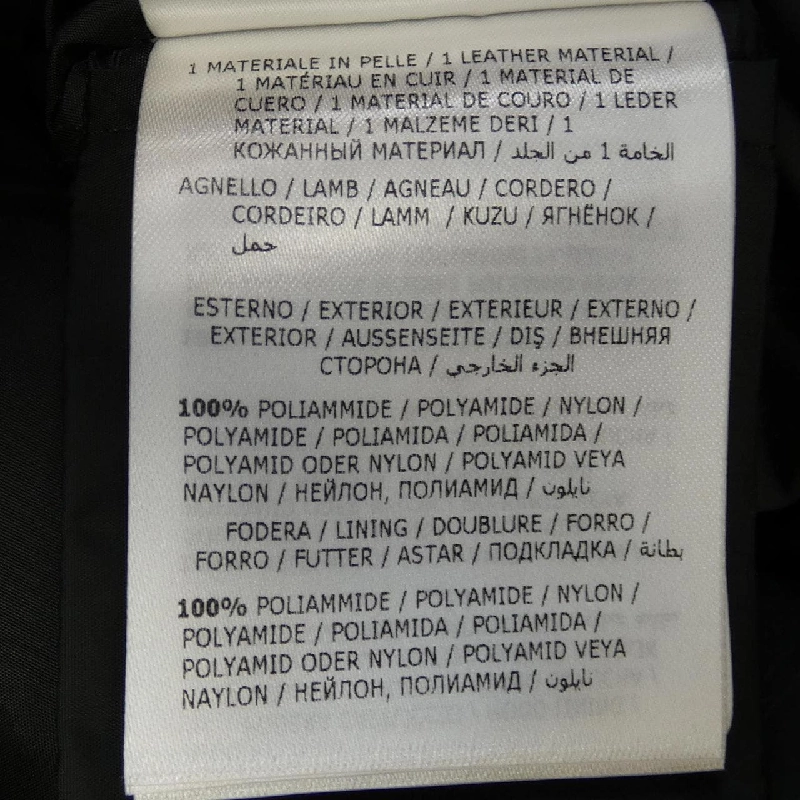 1 MATERIALE IN PELLE / 1 LEATHER MATERIAL /
1 MATÉRIAU EN CUIR / 1 MATERIAL DE
CUERO / 1 MATERIAL DE COURO / 1 LEDER
MATERIAL / 1 MALZEME DERI / 1
КОЖАННЫЙ МАТЕРИАЛ / الخامة 1 من الجلد
AGNELLO / LAMB / AGNEAU / CORDERO /
CORDEIRO / LAMM / KUZU / ЯГНЁНОК /
حمل
ESTERNO / EXTERIOR / EXTERIEUR / EXTERNO /
EXTERIOR / AUSSENSEITE / DIŞ / ВНЕШНЯЯ
СТОРОНА / الجزء الخارجي
100% POLIAMMIDE / POLYAMIDE / NYLON /
POLYAMIDE / POLIAMIDA / POLIAMIDA /
POLYAMID ODER NYLON / POLYAMID VEYA
NAYLON / НЕЙЛОН, ПОЛИАМИД / نايلون
FODERA / LINING / DOUBLURE / FORRO /
FORRO / FUTTER / ASTAR / ПОДКЛАДКА / بطانة
100% POLIAMMIDE / POLYAMIDE / NYLON /
POLYAMIDE / POLIAMIDA / POLIAMIDA /
POLYAMID ODER NYLON / POLYAMID VEYA
NAYLON / НЕЙЛОН, ПОЛИАМИД / نايلون